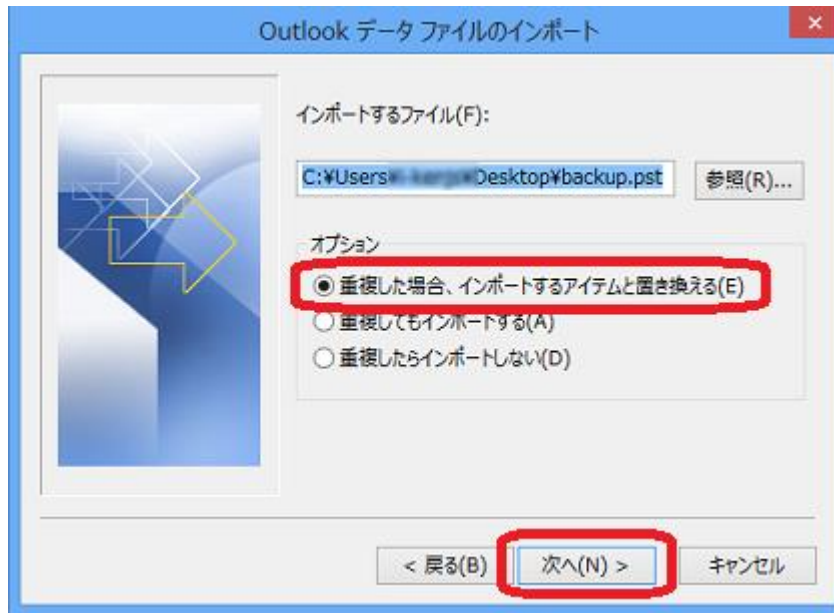 Outlook データ ファイルのインポート
インポートするファイル(F):
C:¥Users Desktop¥backup.pst
参照(R)...
オプション
重複した場合、インポートするアイテムと置き換える(E)
重複してもインポートする(A)
重複したらインポートしない(D)
< 戻る(B)
次へ(N) >
キャンセル